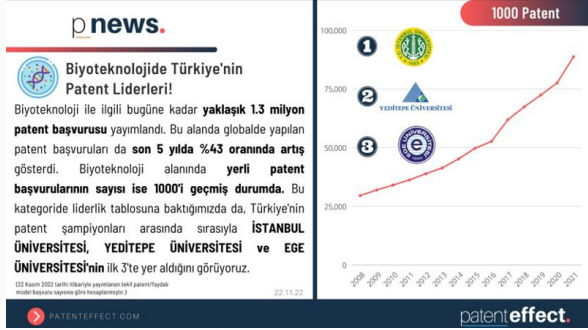 pnews.
Biyoteknolojide Türkiye'nin
Patent Liderleri!
Biyoteknoloji ile ilgili bugüne kadar yaklaşık 1.3 milyon
patent başvurusu yayımlandı. Bu alanda globalde yapılan
patent başvuruları da son 5 yılda %43 oranında artış
gösterdi. Biyoteknoloji alanında yerli patent
başvurularının sayısı ise 1000'i geçmiş durumda. Bu
kategoride liderlik tablosuna baktığımızda da, Türkiye'nin
patent şampiyonları arasında sırasıyla İSTANBUL
ÜNİVERSİTESİ, YEDİTEPE ÜNİVERSİTESİ ve EGE
ÜNİVERSİTESİ'nin ilk 3'te yer aldığını görüyoruz.
(22 Kasım 2022 tarihi itibariyle yayımlanan tekil patent/faydalı
model başvuru sayısına göre hesaplanmıştır.)
22.11.22
PATENTEFFECT.COM
1000 Patent
100,000
75,000
50,000
25,000
0
1
2
YEDİTEPE ÜNİVERSİTESİ
3
EGE ÜNİVERSİTESİ
2008 2009 2010 2011 2012 2013 2014 2015 2016 2017 2018 2019 2020 2021
patenteffect.